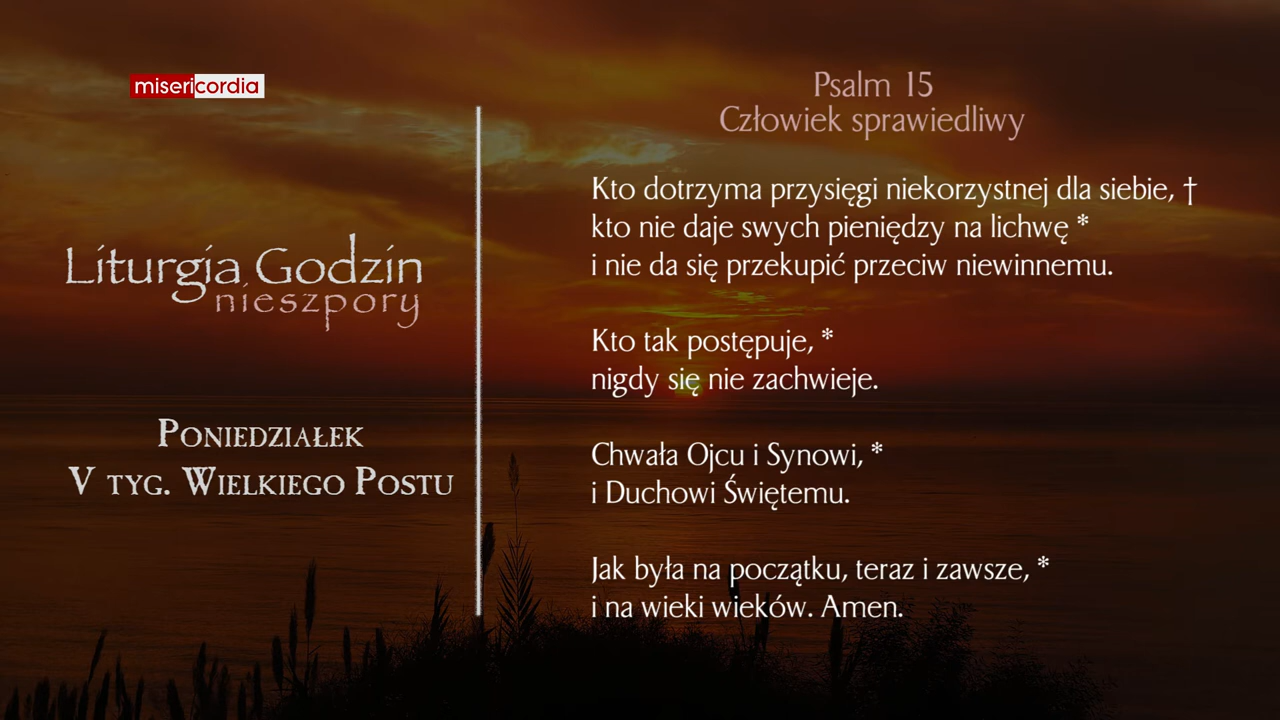 misericordia
Liturgia Godzin
nieszpory
Poniedziałek
V tyg. Wielkiego Postu
Psalm 15
Człowiek sprawiedliwy
Kto dotrzyma przysięgi niekorzystnej dla siebie, †
kto nie daje swych pieniędzy na lichwę *
i nie da się przekupić przeciw niewinnemu.
Kto tak postępuje, *
nigdy się nie zachwieje.
Chwała Ojcu i Synowi, *
i Duchowi Świętemu.
Jak była na początku, teraz i zawsze, *
i na wieki wieków. Amen.